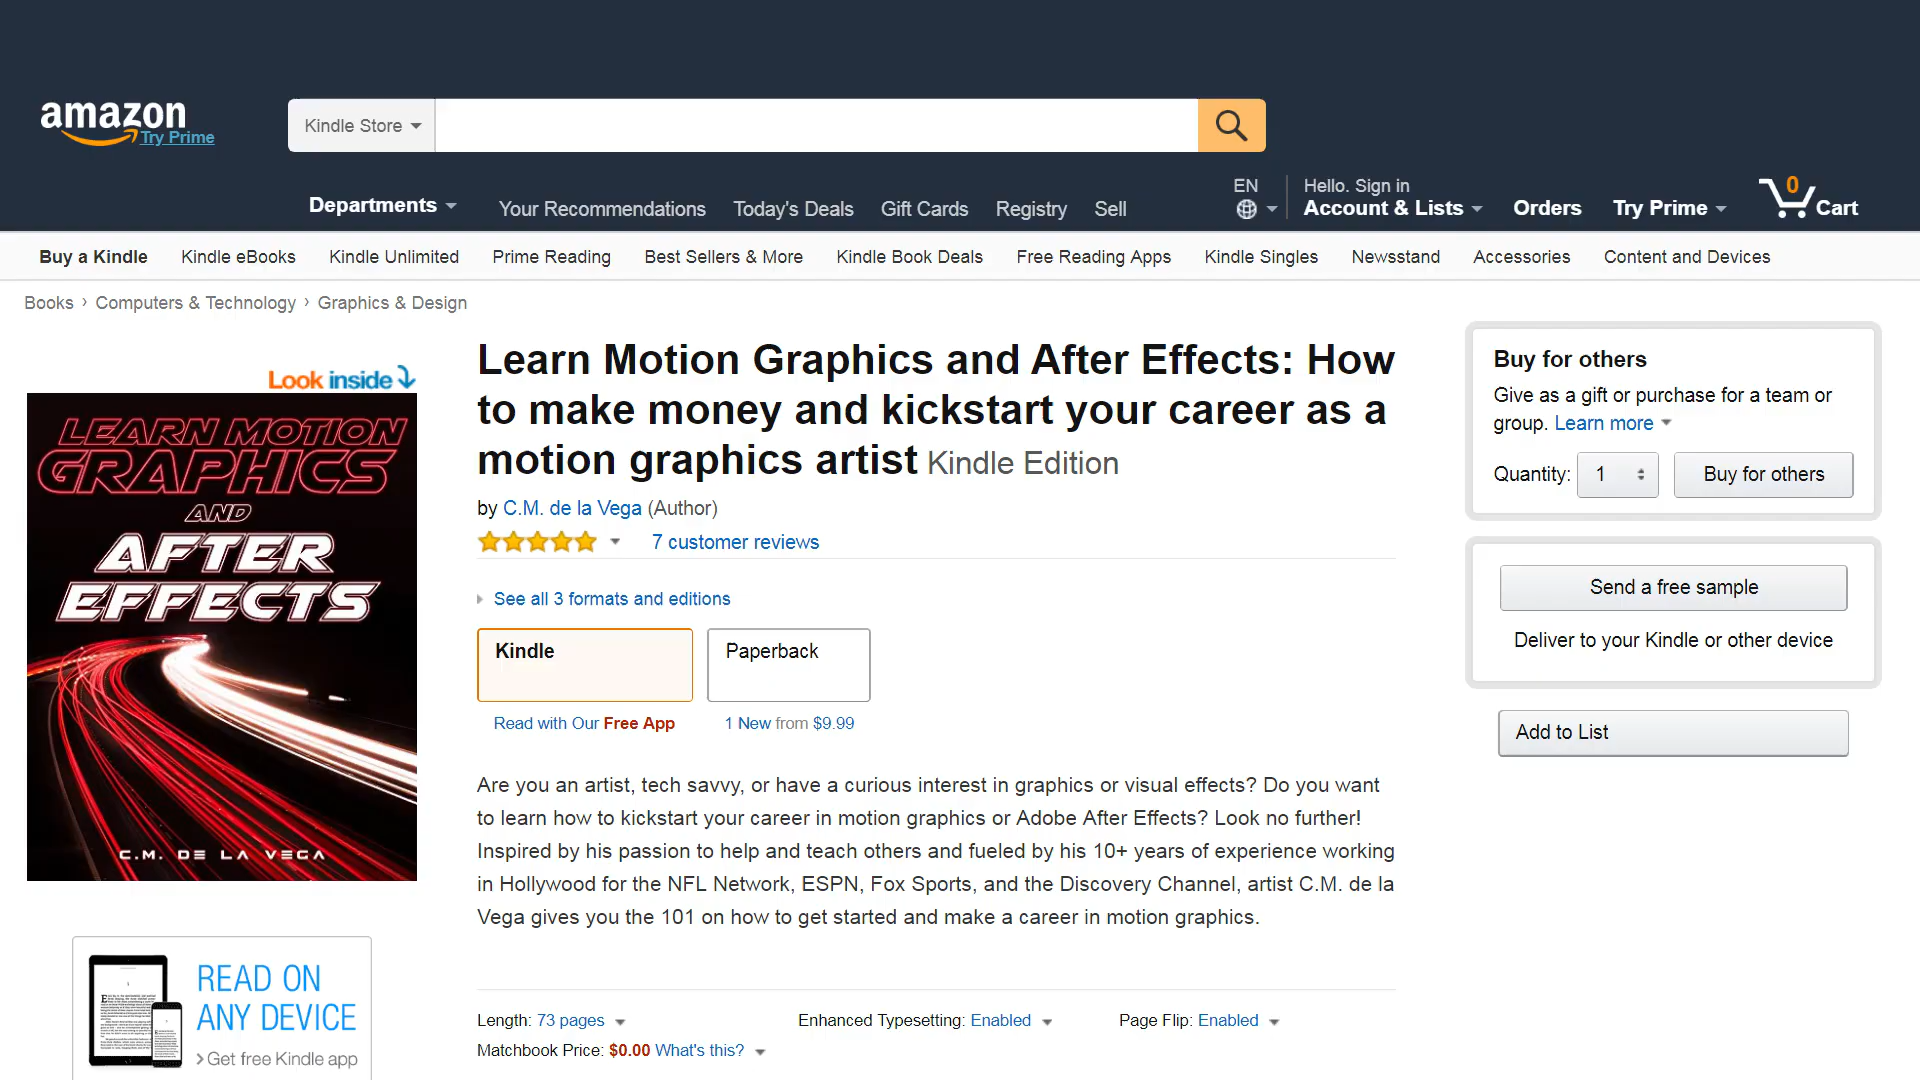 amazon
Try Prime
Kindle Store
Departments
Your Recommendations
Today's Deals
Gift Cards
Registry
Sell
EN
Hello. Sign in
Account & Lists
Orders
Try Prime
0
Cart
Buy a Kindle
Kindle eBooks
Kindle Unlimited
Prime Reading
Best Sellers & More
Kindle Book Deals
Free Reading Apps
Kindle Singles
Newsstand
Accessories
Content and Devices
Books › Computers & Technology › Graphics & Design
Look inside
LEARN MOTION
GRAPHICS
AND
AFTER
EFFECTS
C.M. DE LA VEGA
READ ON
ANY DEVICE
›Get free Kindle app
Learn Motion Graphics and After Effects: How
to make money and kickstart your career as a
motion graphics artist Kindle Edition
by C.M. de la Vega (Author)
7 customer reviews
See all 3 formats and editions
Kindle
Paperback
Read with Our Free App
1 New from $9.99
Are you an artist, tech savvy, or have a curious interest in graphics or visual effects? Do you want
to learn how to kickstart your career in motion graphics or Adobe After Effects? Look no further!
Inspired by his passion to help and teach others and fueled by his 10+ years of experience working
in Hollywood for the NFL Network, ESPN, Fox Sports, and the Discovery Channel, artist C.M. de la
Vega gives you the 101 on how to get started and make a career in motion graphics.
Length: 73 pages
Enhanced Typesetting: Enabled
Page Flip: Enabled
Matchbook Price: $0.00 What's this?
Buy for others
Give as a gift or purchase for a team or
group. Learn more
Quantity: 1
Buy for others
Send a free sample
Deliver to your Kindle or other device
Add to List